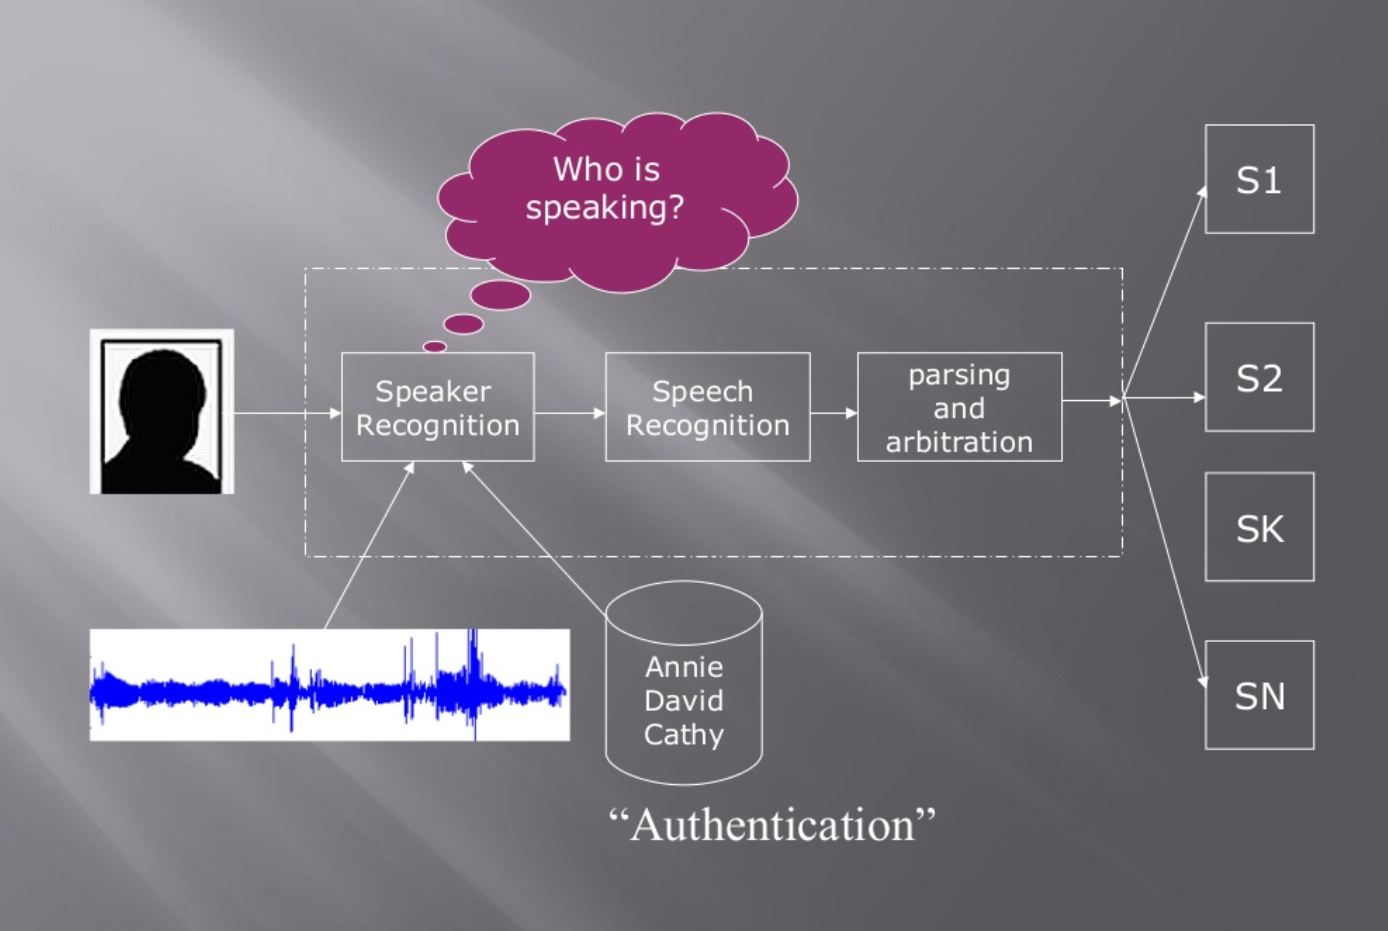 Who is
speaking?
Speaker
Recognition
Speech
Recognition
parsing
and
arbitration
S1
S2
SK
SN
Annie
David
Cathy
“Authentication”